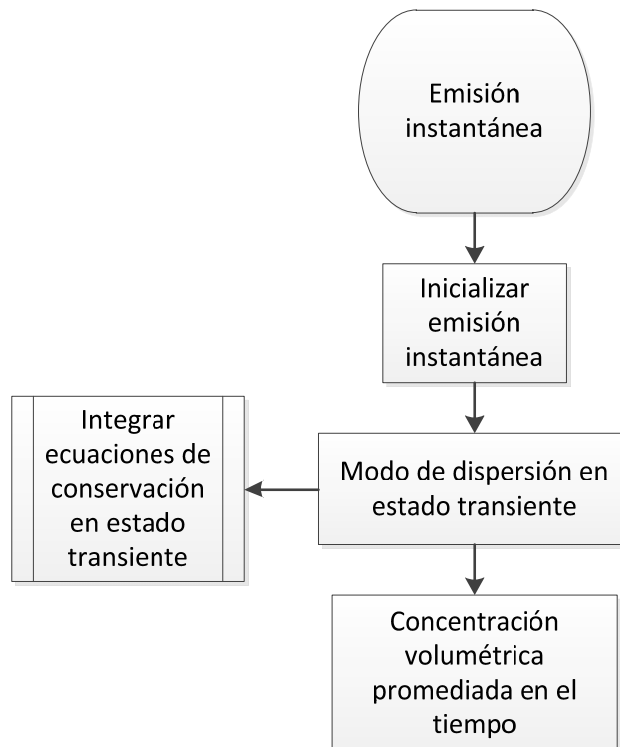 Emisión
instantánea
Inicializar
emisión
instantánea
Integrar
ecuaciones de
conservación
en estado
transiente
Modo de dispersión en
estado transiente
Concentración
volumétrica
promediada en el
tiempo